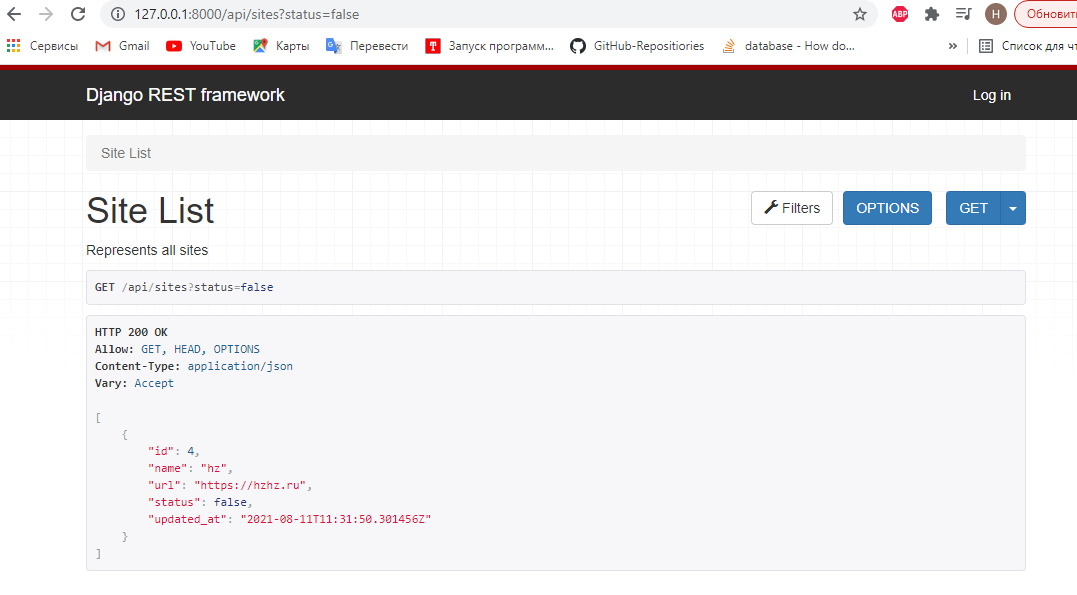 127.0.0.1:8000/api/sites?status=false ABP H Обновить
Сервисы Gmail YouTube Карты Перевести Запуск программ... GitHub-Repositiories database - How do... » Список для чт
Django REST framework Log in
Site List
Site List Filters OPTIONS GET
Represents all sites
GET /api/sites?status=false
HTTP 200 OK
Allow: GET, HEAD, OPTIONS
Content-Type: application/json
Vary: Accept
[
{
"id": 4,
"name": "hz",
"url": "https://hzhz.ru",
"status": false,
"updated_at": "2021-08-11T11:31:50.301456Z"
}
]